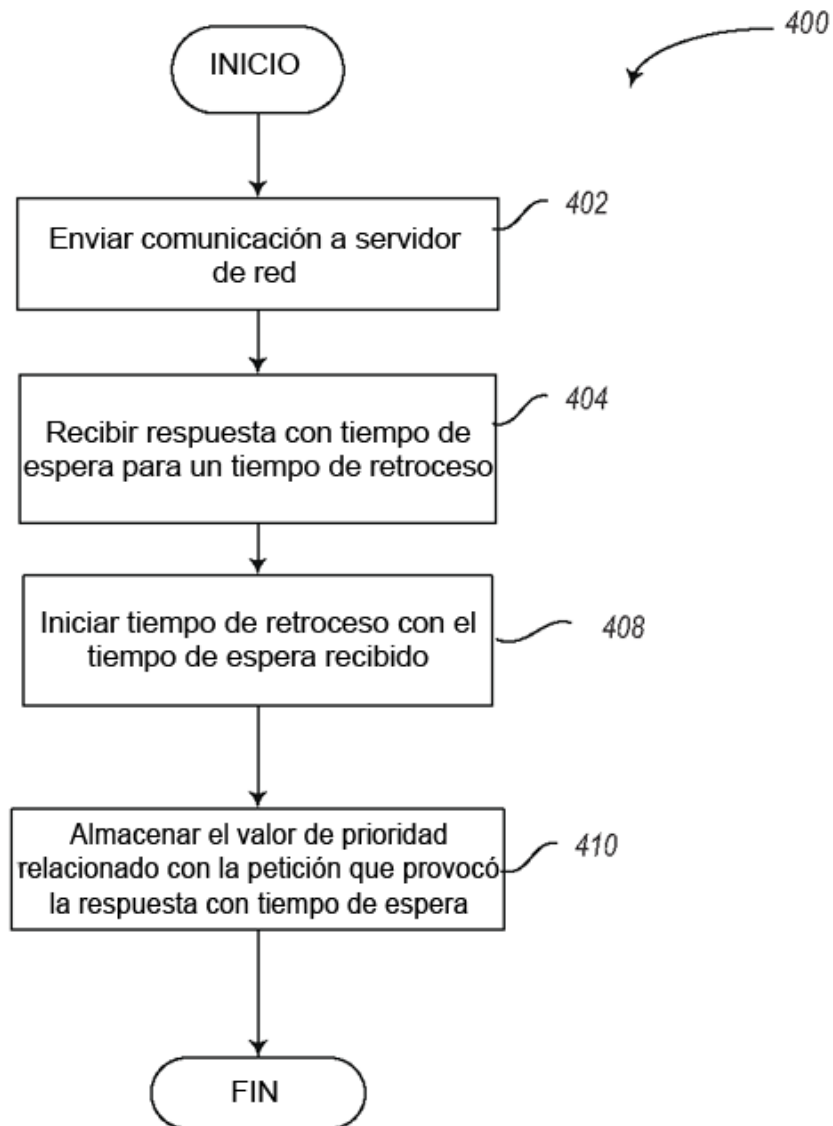 400
INICIO
402
Enviar comunicación a servidor
de red
404
Recibir respuesta con tiempo de
espera para un tiempo de retroceso
Iniciar tiempo de retroceso con el
tiempo de espera recibido
408
Almacenar el valor de prioridad
relacionado con la petición que provocó
la respuesta con tiempo de espera
410
FIN